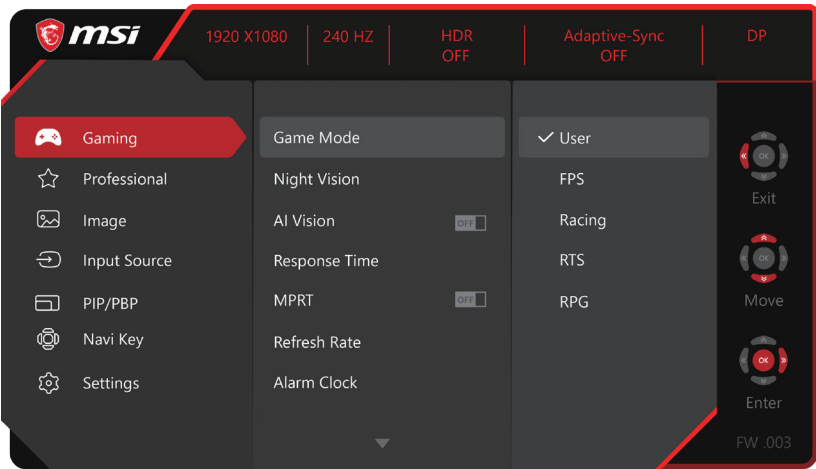 msi
1920 X1080
240 HZ
HDR
OFF
Adaptive-Sync
OFF
DP
Gaming
Professional
Image
Input Source
PIP/PBP
Navi Key
Settings
Game Mode
Night Vision
AI Vision
OFF
Response Time
MPRT
OFF
Refresh Rate
Alarm Clock
User
FPS
Racing
RTS
RPG
OK
Exit
OK
Move
OK
Enter
FW .003